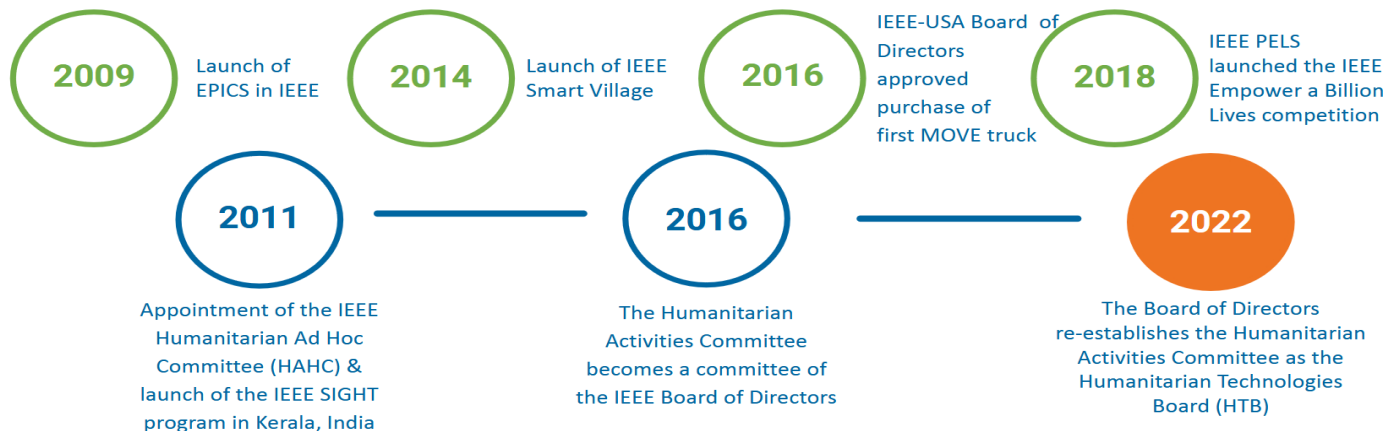 2009
Launch of
EPICS in IEEE
2014
Launch of IEEE
Smart Village
2016
IEEE-USA Board of
Directors
approved
purchase of
first MOVE truck
2018
IEEE PELS
launched the IEEE
Empower a Billion
Lives competition
2011
Appointment of the IEEE
Humanitarian Ad Hoc
Committee (HAHC) &
launch of the IEEE SIGHT
program in Kerala, India
2016
The Humanitarian
Activities Committee
becomes a committee of
the IEEE Board of Directors
2022
The Board of Directors
re-establishes the Humanitarian
Activities Committee as the
Humanitarian Technologies
Board (HTB)